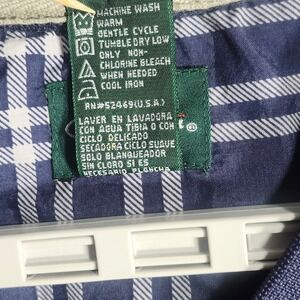 MACHINE WASH
WARM
GENTLE CYCLE
TUMBLE DRY LOW
ONLY NON-
CHLORINE BLEACH
WHEN NEEDED
COOL IRON
RN#52469(U.S.A.)
LAVER EN LAVADORA
CON AGUA TIBIA O CON
CICLO DELICADO
SECADORA CICLO SUAVE
SOLO BLANQUEADOR
SIN CLORO SI ES
NECESARIO PLANCHA